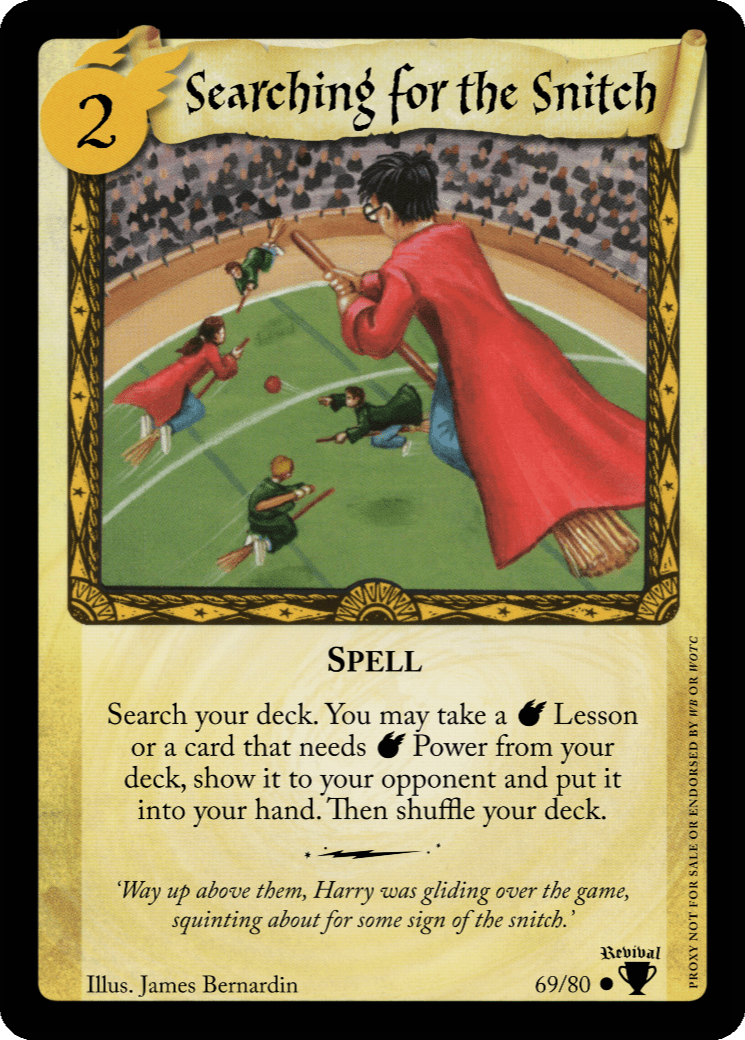 2
Searching for the Snitch
SPELL
Search your deck. You may take a Lesson
or a card that needs Power from your
deck, show it to your opponent and put it
into your hand. Then shuffle your deck.
‘Way up above them, Harry was gliding over the game,
squinting about for some sign of the snitch.’
Illus. James Bernardin
69/80
Revival
PROXY NOT FOR SALE OR ENDORSED BY WB OR WOTC